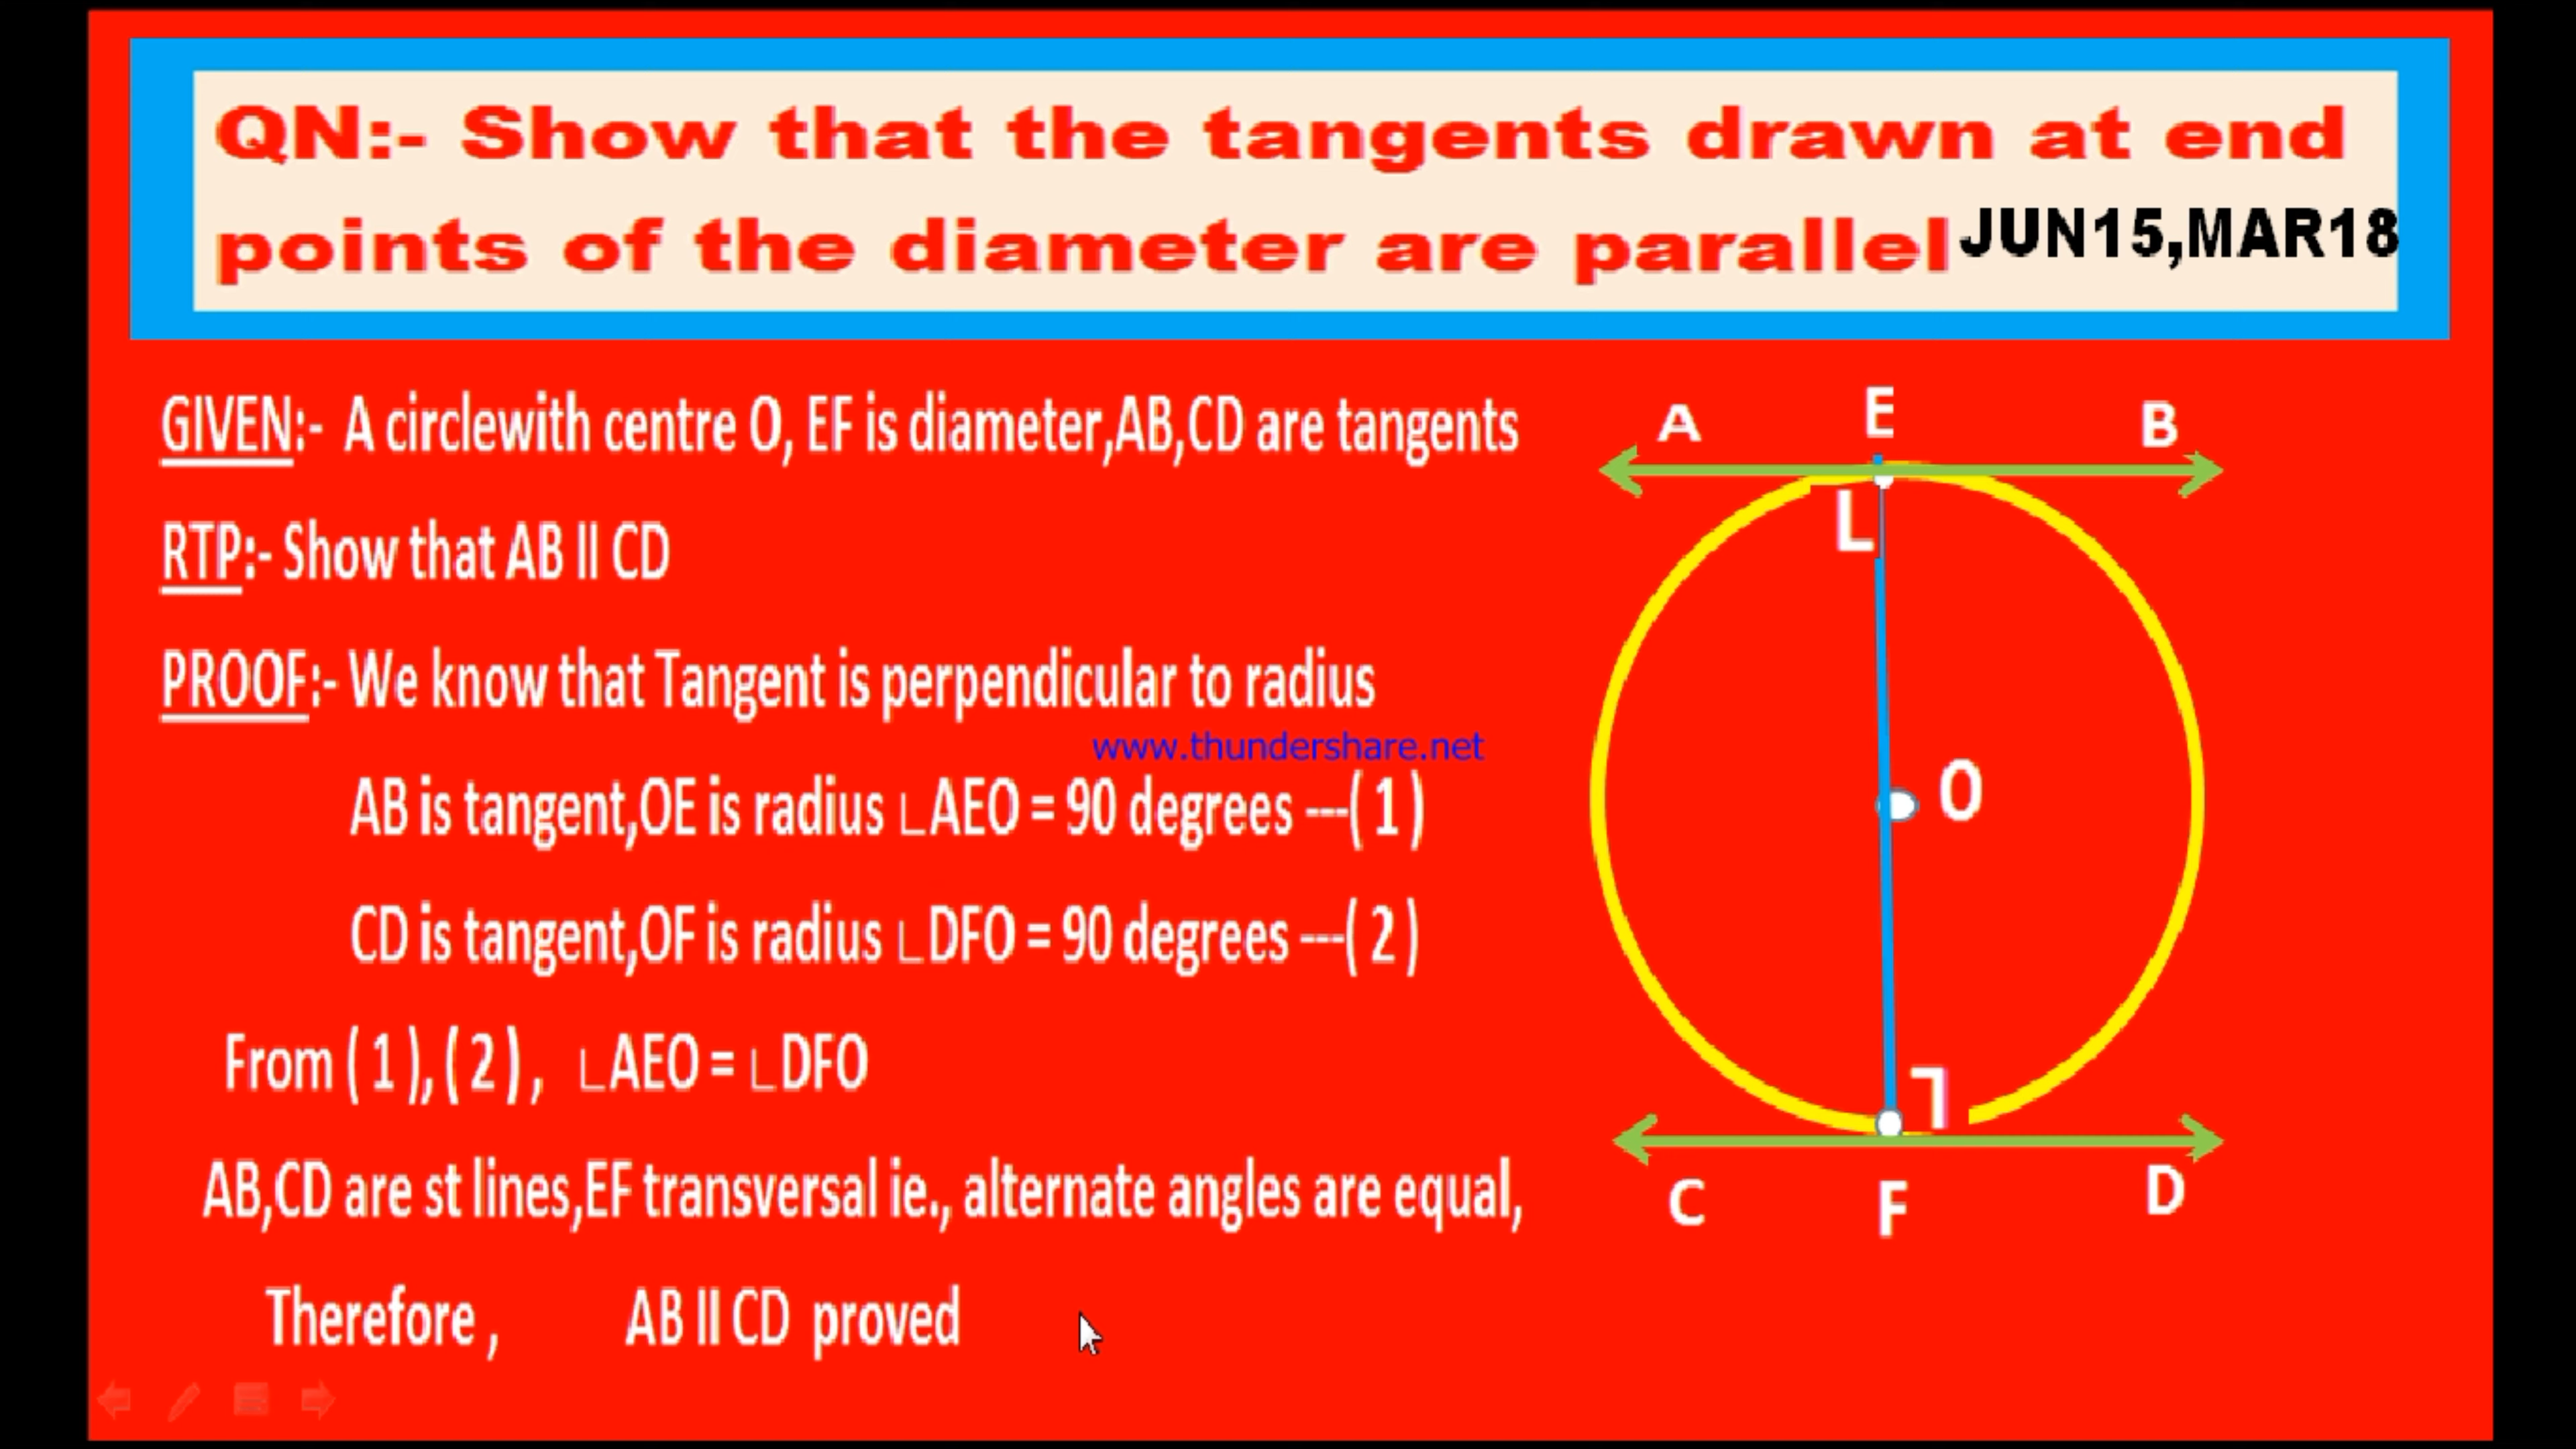 QN:- Show that the tangents drawn at end
points of the diameter are parallel JUN15,MAR18
GIVEN:- A circlewith centre O, EF is diameter,AB,CD are tangents
RTP:- Show that AB II CD
PROOF:- We know that Tangent is perpendicular to radius
www.thundershare.net
AB is tangent,OE is radius ∟AEO = 90 degrees ---( 1 )
CD is tangent,OF is radius ∟DFO = 90 degrees ---( 2 )
From ( 1 ), ( 2 ) , ∟AEO = ∟DFO
AB,CD are st lines,EF transversal ie., alternate angles are equal,
Therefore , AB II CD proved
A E B
L
O
C F D